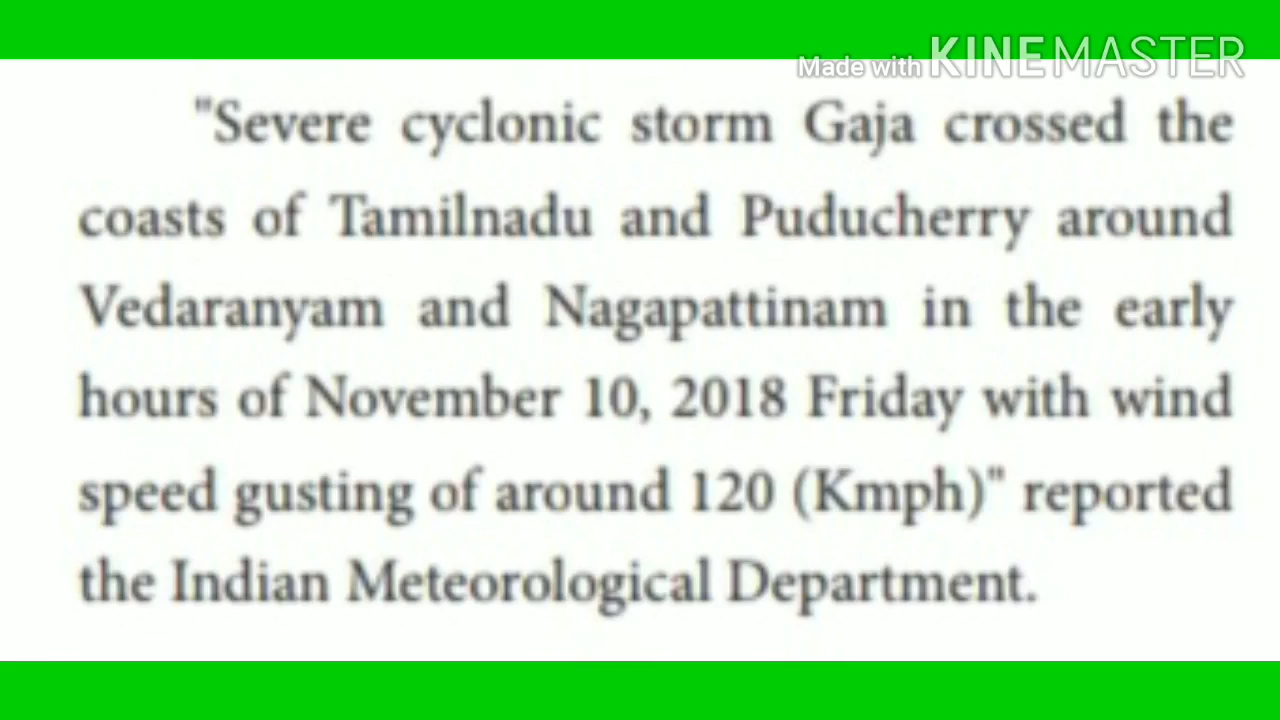 Made with KINEMASTER
"Severe cyclonic storm Gaja crossed the
coasts of Tamilnadu and Puducherry around
Vedaranyam and Nagapattinam in the early
hours of November 10, 2018 Friday with wind
speed gusting of around 120 (Kmph)" reported
the Indian Meteorological Department.